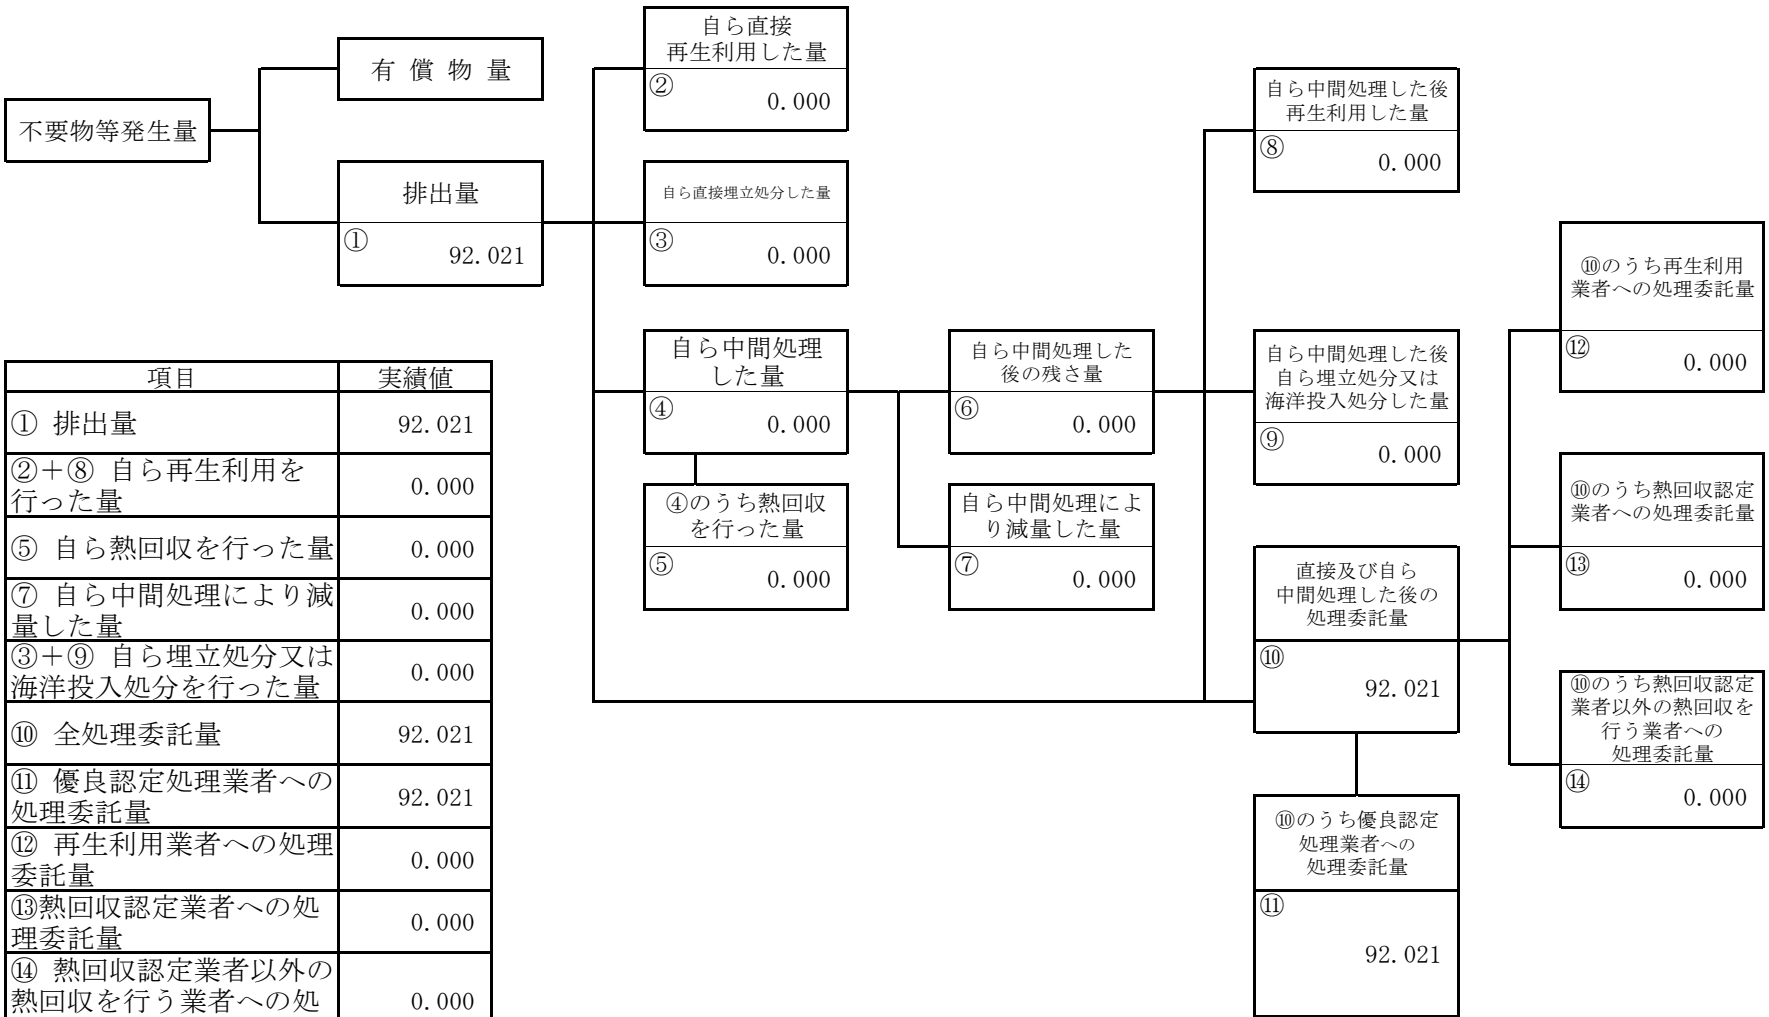 不要物等発生量
有 償 物 量
排出量
①
92.021
自ら直接
再生利用した量
②
0.000
自ら直接埋立処分した量
③
0.000
自ら中間処理
した量
④
0.000
④のうち熱回収
を行った量
⑤
0.000
自ら中間処理した
後の残さ量
⑥
0.000
自ら中間処理によ
り減量した量
⑦
0.000
自ら中間処理した後
再生利用した量
⑧
0.000
自ら中間処理した後
自ら埋立処分又は
海洋投入処分した量
⑨
0.000
直接及び自ら
中間処理した後の
処理委託量
⑩
92.021
⑩のうち優良認定
処理業者への
処理委託量
⑪
92.021
⑩のうち再生利用
業者への処理委託量
⑫
0.000
⑩のうち熱回収認定
業者への処理委託量
⑬
0.000
⑩のうち熱回収認定
業者以外の熱回収を
行う業者への
処理委託量
⑭
0.000
項目 実績値
① 排出量 92.021
②＋⑧ 自ら再生利用を
行った量 0.000
⑤ 自ら熱回収を行った量 0.000
⑦ 自ら中間処理により減
量した量 0.000
③＋⑨ 自ら埋立処分又は
海洋投入処分を行った量 0.000
⑩ 全処理委託量 92.021
⑪ 優良認定処理業者への
処理委託量 92.021
⑫ 再生利用業者への処理
委託量 0.000
⑬熱回収認定業者への処
理委託量 0.000
⑭ 熱回収認定業者以外の
熱回収を行う業者への処 0.000